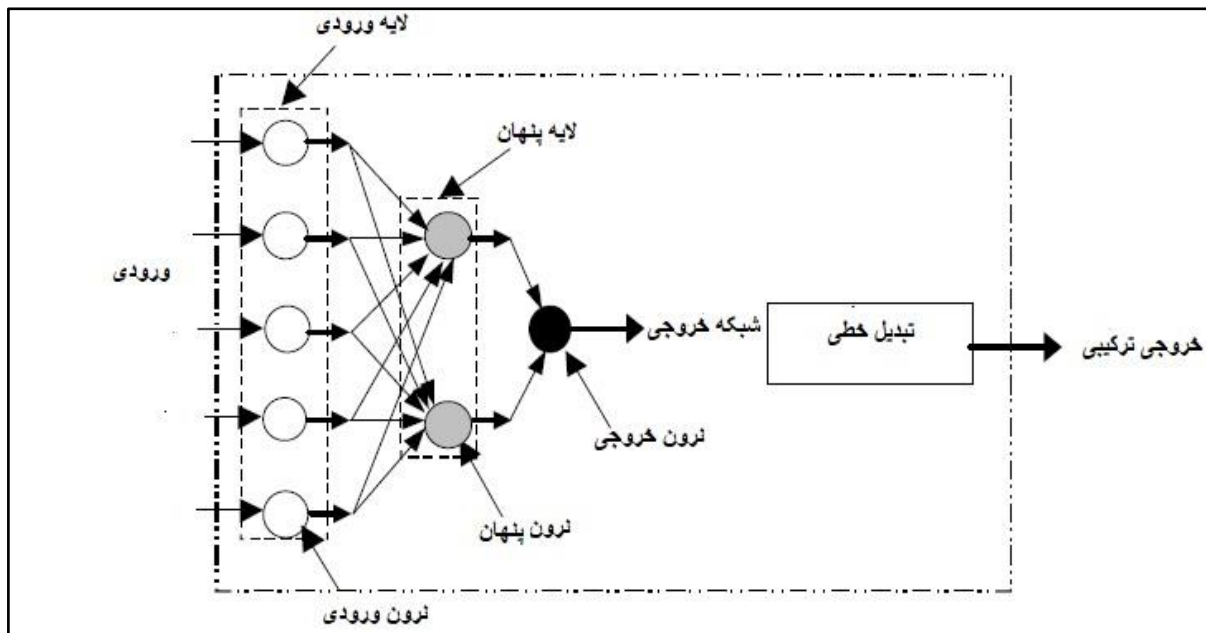 لایه ورودی
لایه پنهان
ورودی
شبکه خروجی
تبدیل خطی
خروجی ترکیبی
نرون خروجی
نرون پنهان
نرون ورودی